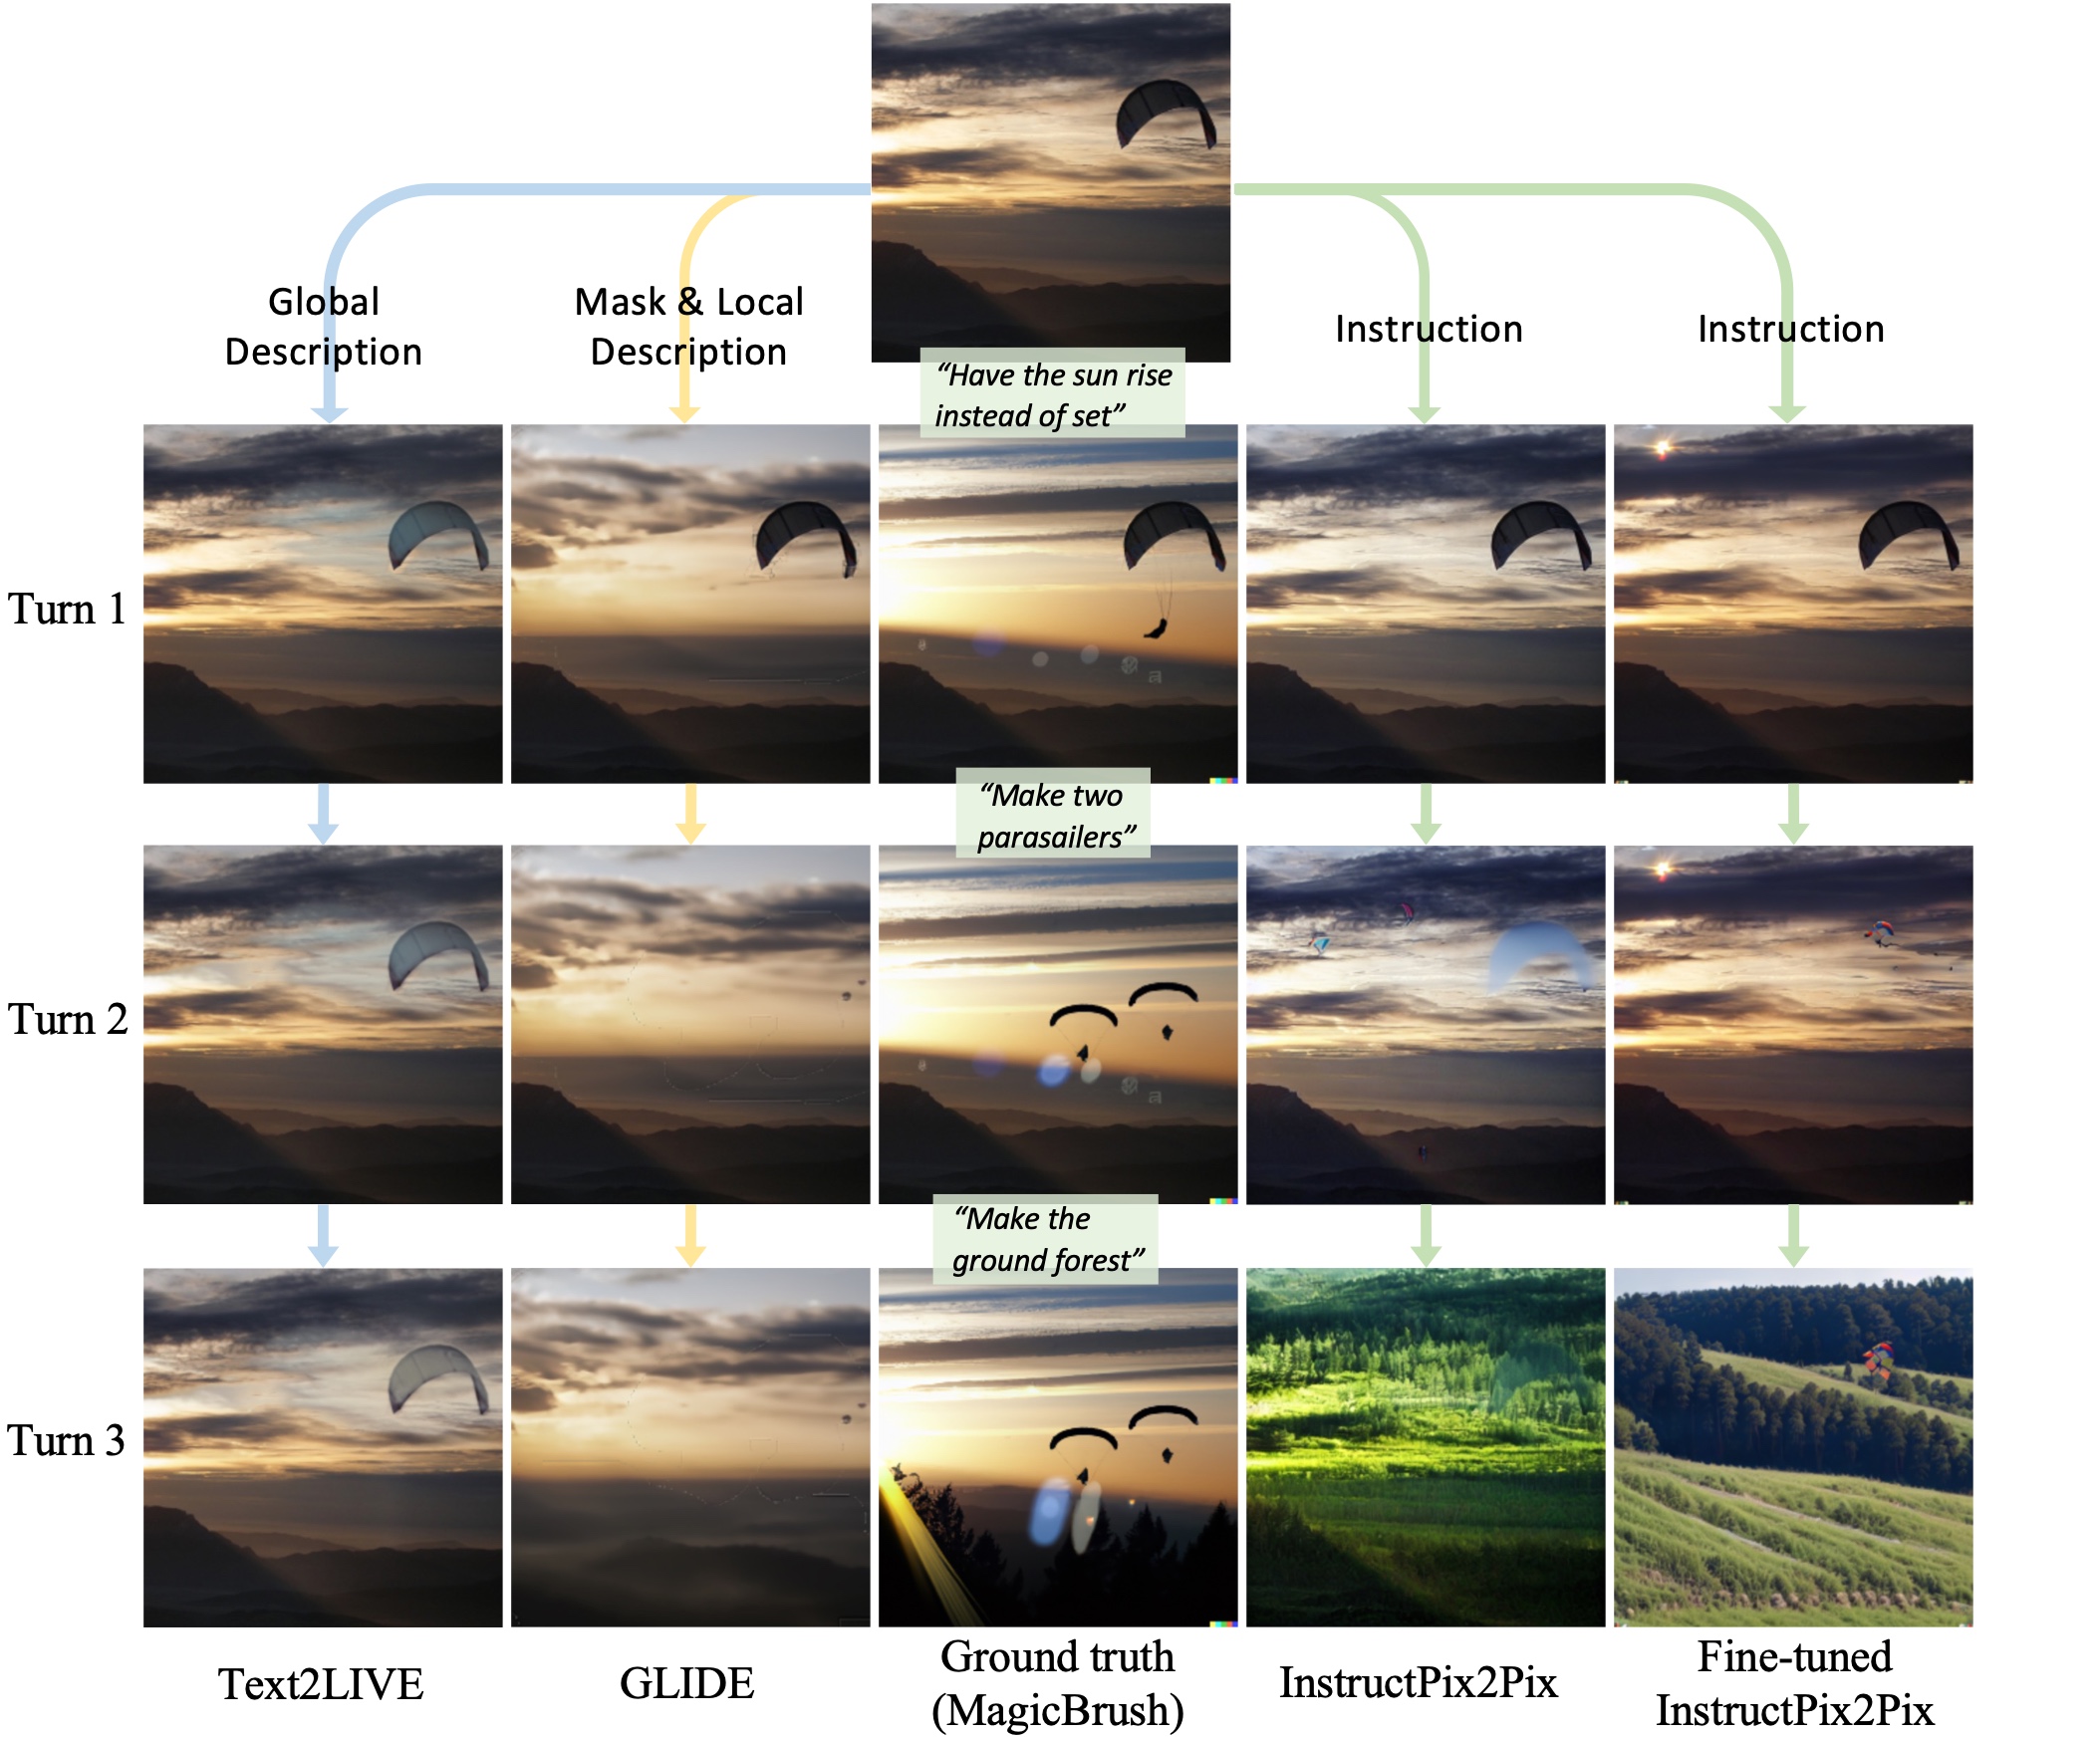 Global
Description
Mask & Local
Description
Instruction
Instruction
“Have the sun rise
instead of set”
Turn 1
“Make two
parasailers”
Turn 2
“Make the
ground forest”
Turn 3
Text2LIVE
GLIDE
Ground truth
(MagicBrush)
InstructPix2Pix
Fine-tuned
InstructPix2Pix